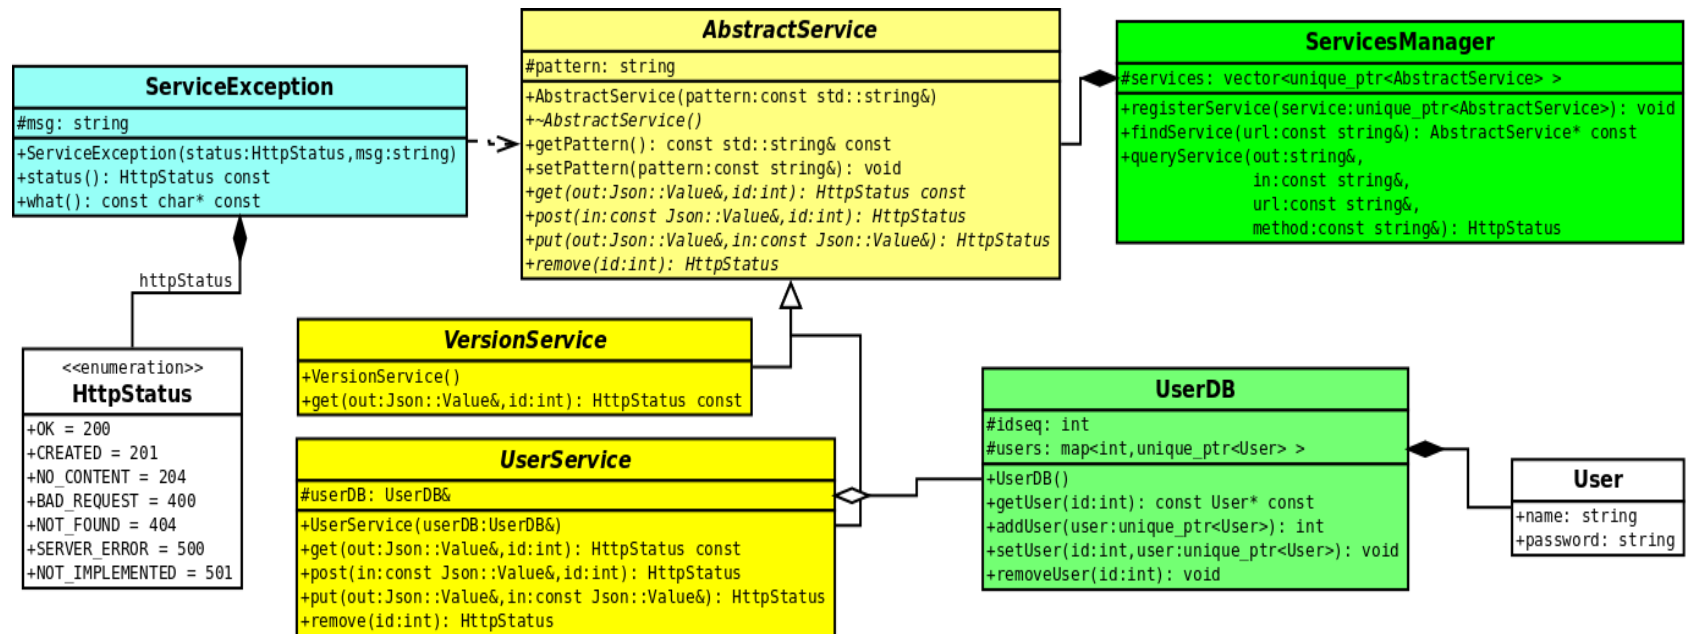 AbstractService
#pattern: string
+AbstractService(pattern:const std::string&)
+~AbstractService()
+getPattern(): const std::string& const
+setPattern(pattern:const string&): void
+get(out:Json::Value&,id:int): HttpStatus const
+post(in:const Json::Value&,id:int): HttpStatus
+put(out:Json::Value&,in:const Json::Value&): HttpStatus
+remove(id:int): HttpStatus
ServicesManager
#services: vector<unique_ptr<AbstractService> >
+registerService(service:unique_ptr<AbstractService>): void
+findService(url:const string&): AbstractService* const
+queryService(out:string&,
in:const string&,
url:const string&,
method:const string&): HttpStatus
ServiceException
#msg: string
+ServiceException(status:HttpStatus,msg:string)
+status(): HttpStatus const
+what(): const char* const
httpStatus
<<enumeration>>
HttpStatus
+OK = 200
+CREATED = 201
+NO_CONTENT = 204
+BAD_REQUEST = 400
+NOT_FOUND = 404
+SERVER_ERROR = 500
+NOT_IMPLEMENTED = 501
VersionService
+VersionService()
+get(out:Json::Value&,id:int): HttpStatus const
UserService
#userDB: UserDB&
+UserService(userDB:UserDB&)
+get(out:Json::Value&,id:int): HttpStatus const
+post(in:const Json::Value&,id:int): HttpStatus
+put(out:Json::Value&,in:const Json::Value&): HttpStatus
+remove(id:int): HttpStatus
UserDB
#idseq: int
#users: map<int,unique_ptr<User> >
+UserDB()
+getUser(id:int): const User* const
+addUser(user:unique_ptr<User>): int
+setUser(id:int,user:unique_ptr<User>): void
+removeUser(id:int): void
User
+name: string
+password: string